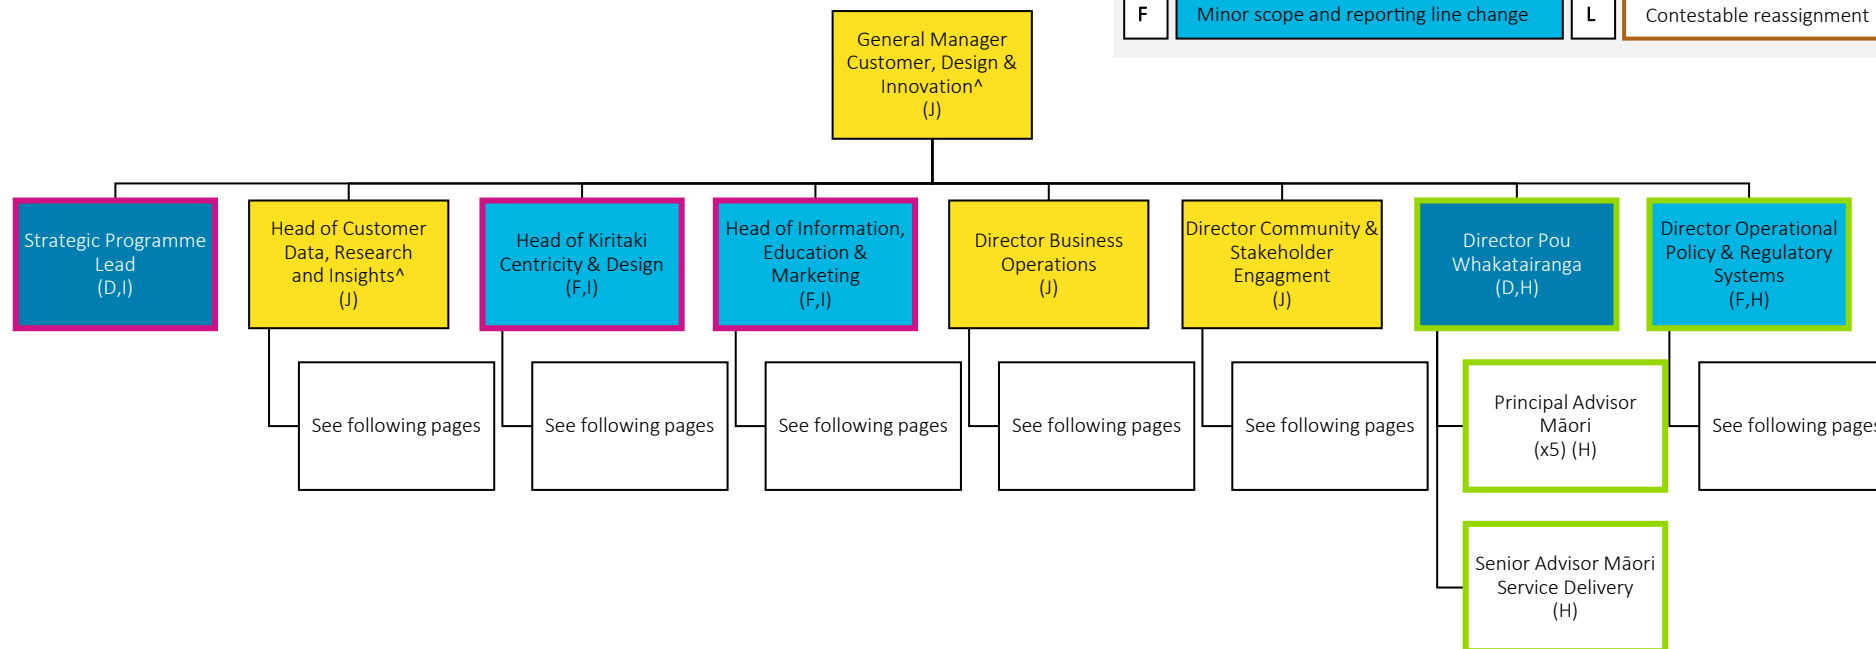 F
Minor scope and reporting line change
L
Contestable reassignment
General Manager
Customer, Design &
Innovation^
(J)
Strategic Programme
Lead
(D,I)
Head of Customer
Data, Research
and Insights^
(J)
Head of Kiritaki
Centricity & Design
(F,I)
Head of Information,
Education &
Marketing
(F,I)
Director Business
Operations
(J)
Director Community &
Stakeholder
Engagment
(J)
Director Pou
Whakatairanga
(D,H)
Director Operational
Policy & Regulatory
Systems
(F,H)
See following pages
See following pages
See following pages
See following pages
See following pages
Principal Advisor
Māori
(x5) (H)
See following pages
Senior Advisor Māori
Service Delivery
(H)